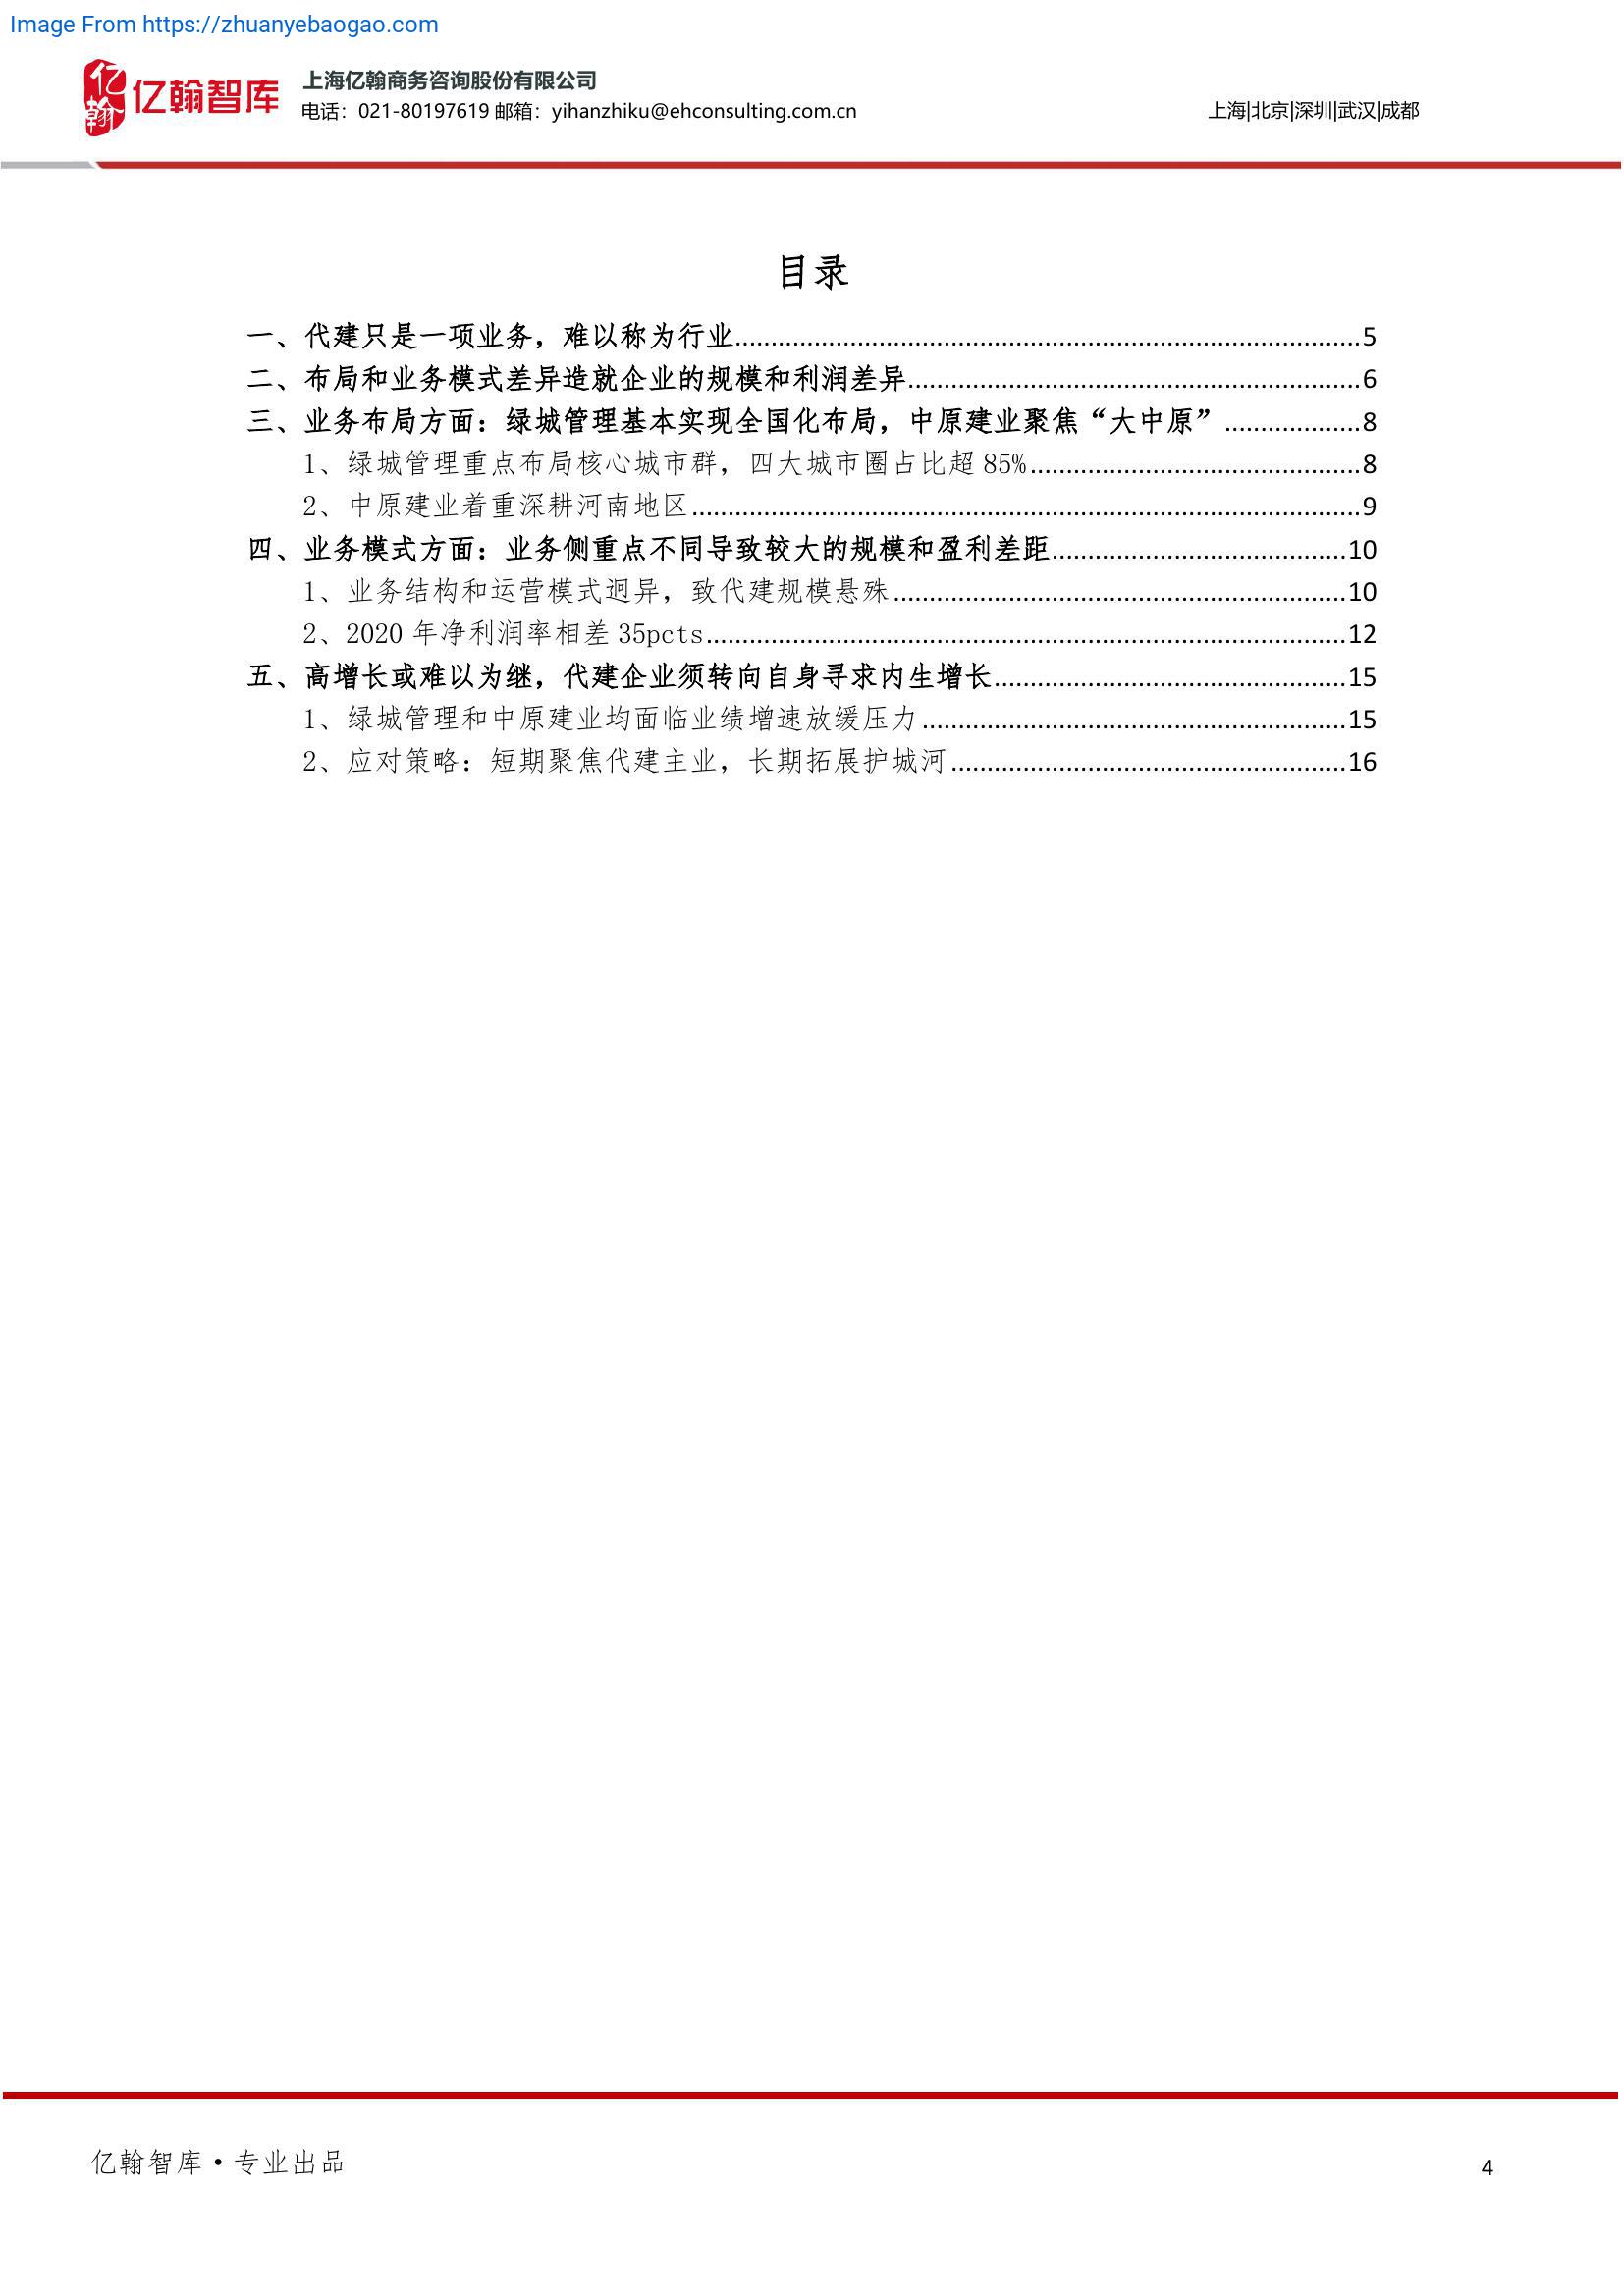 Image From https://zhuanyebaogao.com
亿翰
亿翰智库
上海亿翰商务咨询股份有限公司
电话：021-80197619 邮箱：yihanzhiku@ehconsulting.com.cn
上海|北京|深圳|武汉|成都
目录
一、代建只是一项业务，难以称为行业......5
二、布局和业务模式差异造就企业的规模和利润差异......6
三、业务布局方面：绿城管理基本实现全国化布局，中原建业聚焦“大中原”......8
1、绿城管理重点布局核心城市群，四大城市圈占比超 85%......8
2、中原建业着重深耕河南地区......9
四、业务模式方面：业务侧重点不同导致较大的规模和盈利差距......10
1、业务结构和运营模式迥异，致代建规模悬殊......10
2、2020 年净利润率相差 35pcts......12
五、高增长或难以为继，代建企业须转向自身寻求内生增长......15
1、绿城管理和中原建业均面临业绩增速放缓压力......15
2、应对策略：短期聚焦代建主业，长期拓展护城河......16
亿翰智库·专业出品
4